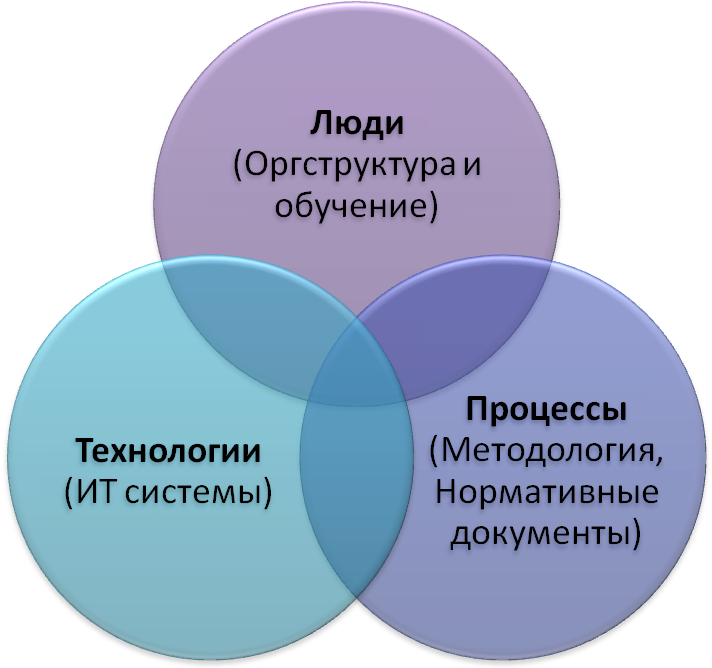 Люди
(Оргструктура и
обучение)
Технологии
(ИТ системы)
Процессы
(Методология,
Нормативные
документы)